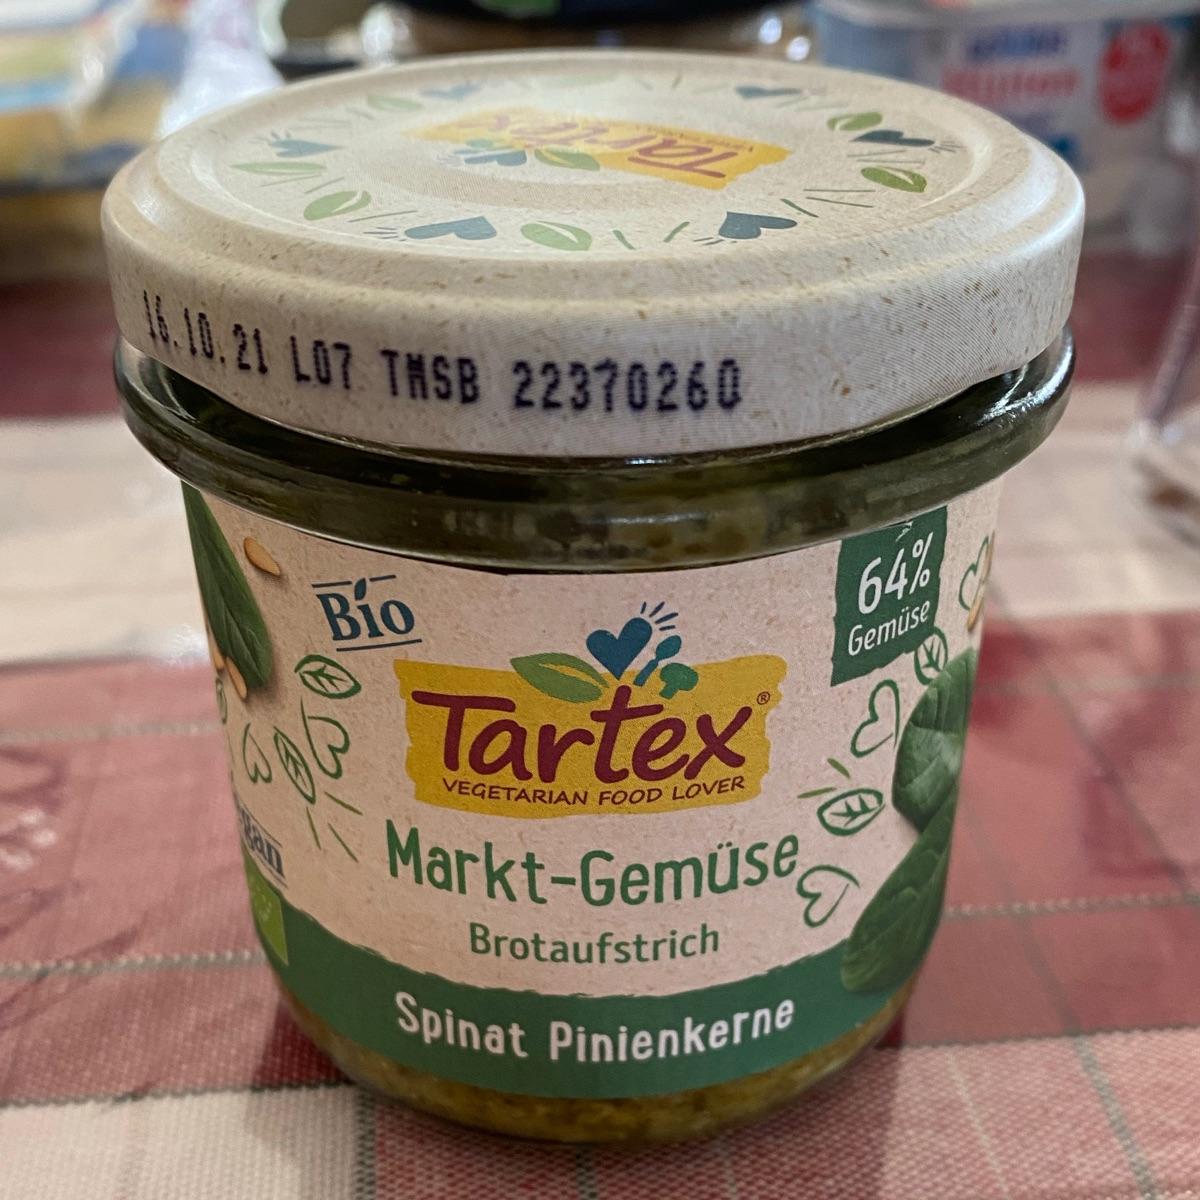 Tartex
16.10.21 L07 TMSB 22370260
Bio
64%
Gemüse
Tartex®
VEGETARIAN FOOD LOVER
Markt-Gemüse
Brotaufstrich
Spinat Pinienkerne